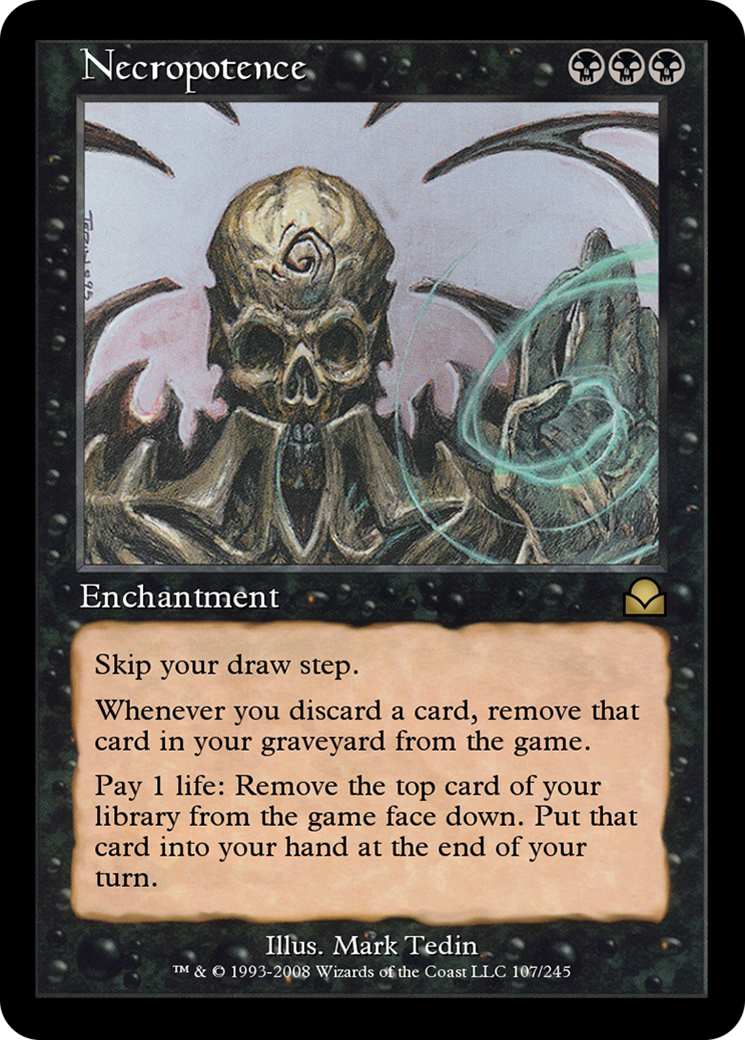 Necropotence
Enchantment
Skip your draw step.
Whenever you discard a card, remove that
card in your graveyard from the game.
Pay 1 life: Remove the top card of your
library from the game face down. Put that
card into your hand at the end of your
turn.
Illus. Mark Tedin
™ & © 1993-2008 Wizards of the Coast LLC 107/245